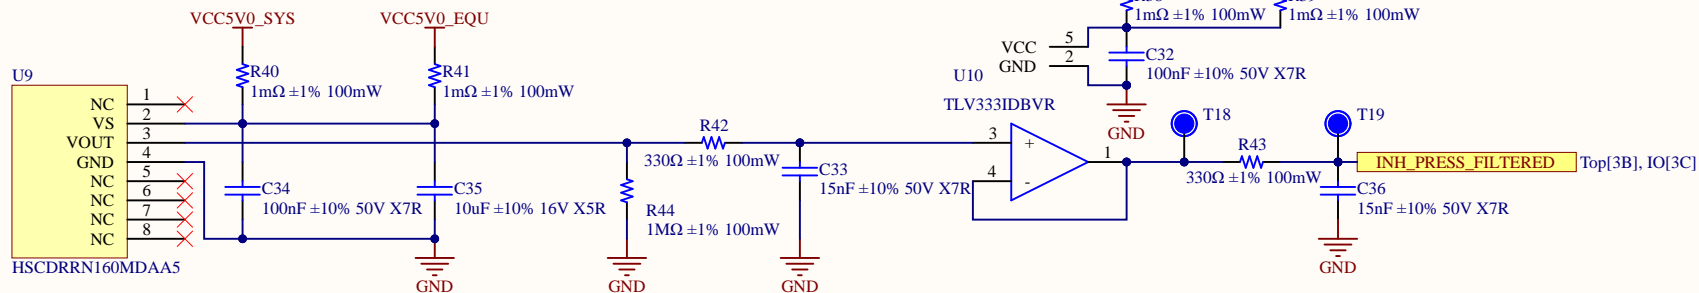 VCC5V0_SYS
VCC5V0_EQU
1mΩ ±1% 100mW
1mΩ ±1% 100mW
U9
R40
1mΩ ±1% 100mW
R41
1mΩ ±1% 100mW
NC 1
VS 2
VOUT 3
GND 4
NC 5
NC 6
NC 7
NC 8
HSCDRRN160MDAA5
C34
100nF ±10% 50V X7R
C35
10uF ±10% 16V X5R
GND
R44
1MΩ ±1% 100mW
GND
R42
330Ω ±1% 100mW
C33
15nF ±10% 50V X7R
GND
VCC 5
GND 2
C32
100nF ±10% 50V X7R
GND
U10
TLV333IDBVR
3 +
4 -
1
T18
R43
330Ω ±1% 100mW
T19
INH_PRESS_FILTERED
Top[3B], IO[3C]
C36
15nF ±10% 50V X7R
GND